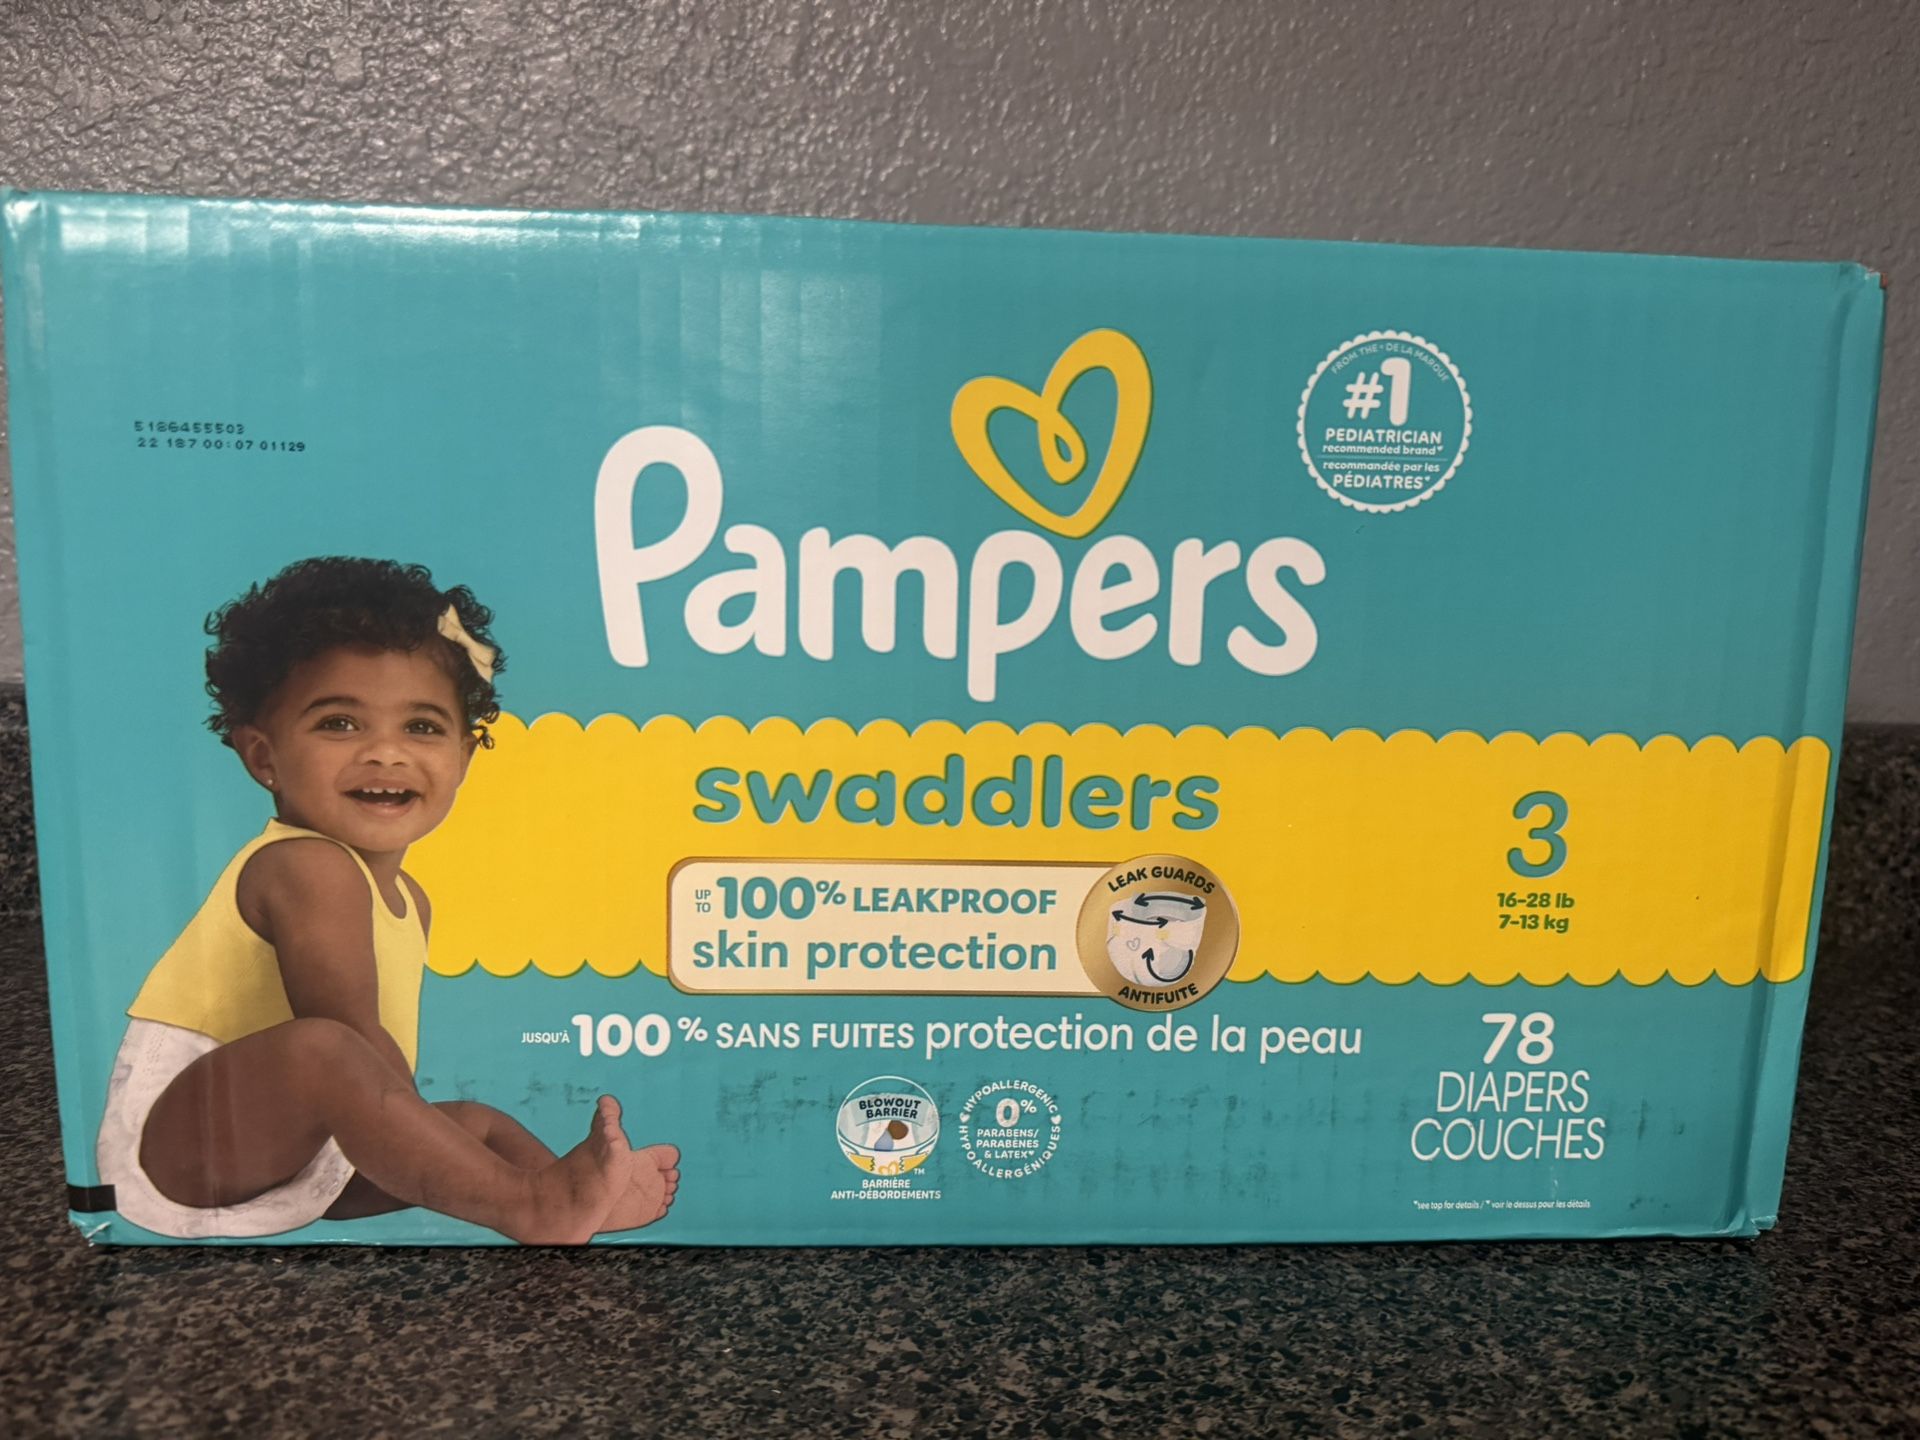 5186455503
22 187 00:07 01129
FROM THE • DE LA MARQUE
#1
PEDIATRICIAN
recommended brand*
recommandée par les
PÉDIATRES*
Pampers
swaddlers
3
16-28 lb
7-13 kg
UP TO 100% LEAKPROOF
skin protection
LEAK GUARDS
ANTIFUITE
JUSQU'À 100 % SANS FUITES protection de la peau
78
DIAPERS
COUCHES
BLOWOUT
BARRIER
TM
BARRIÈRE
ANTI-DÉBORDEMENTS
HYPOALLERGENIC
0%
PARABENS/
PARABÈNES
& LATEX♥
HYPOALLERGÉNIQUES
*see top for details / * voir le dessus pour les détails